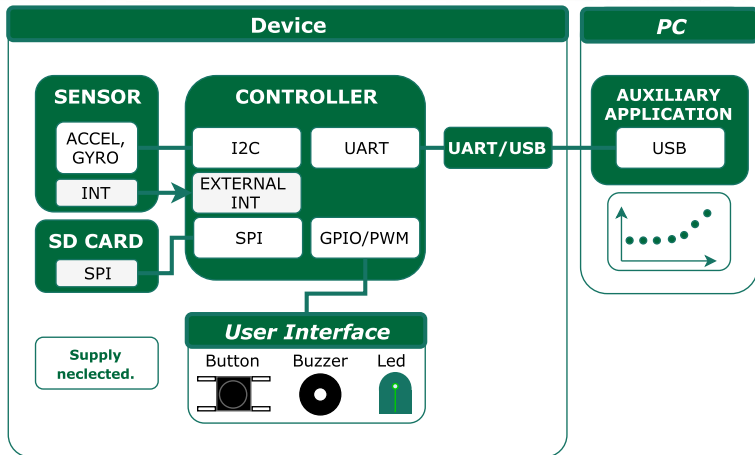 Device
PC
SENSOR
ACCEL,
GYRO
INT
SD CARD
SPI
CONTROLLER
I2C
UART
EXTERNAL
INT
SPI
GPIO/PWM
UART/USB
AUXILIARY
APPLICATION
USB
Supply
neclected.
User Interface
Button
Buzzer
Led